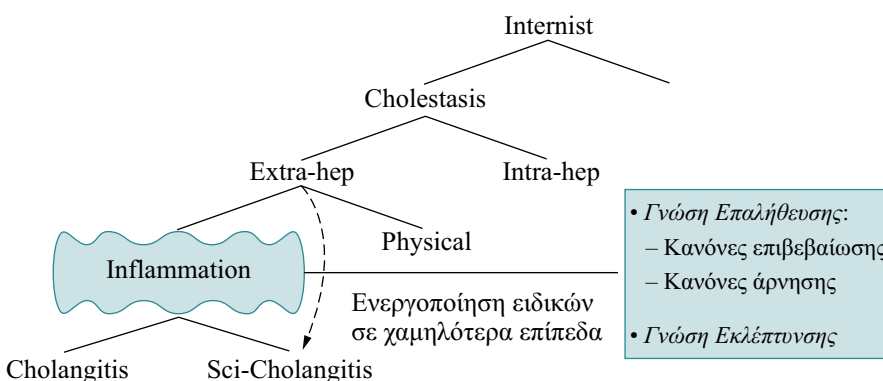 Internist
Cholestasis
Extra-hep
Intra-hep
Physical
Inflammation
Cholangitis
Sci-Cholangitis
Ενεργοποίηση ειδικών
σε χαμηλότερα επίπεδα
• Γνώση Επαλήθευσης:
– Κανόνες επιβεβαίωσης
– Κανόνες άρνησης
• Γνώση Εκλέπτυνσης